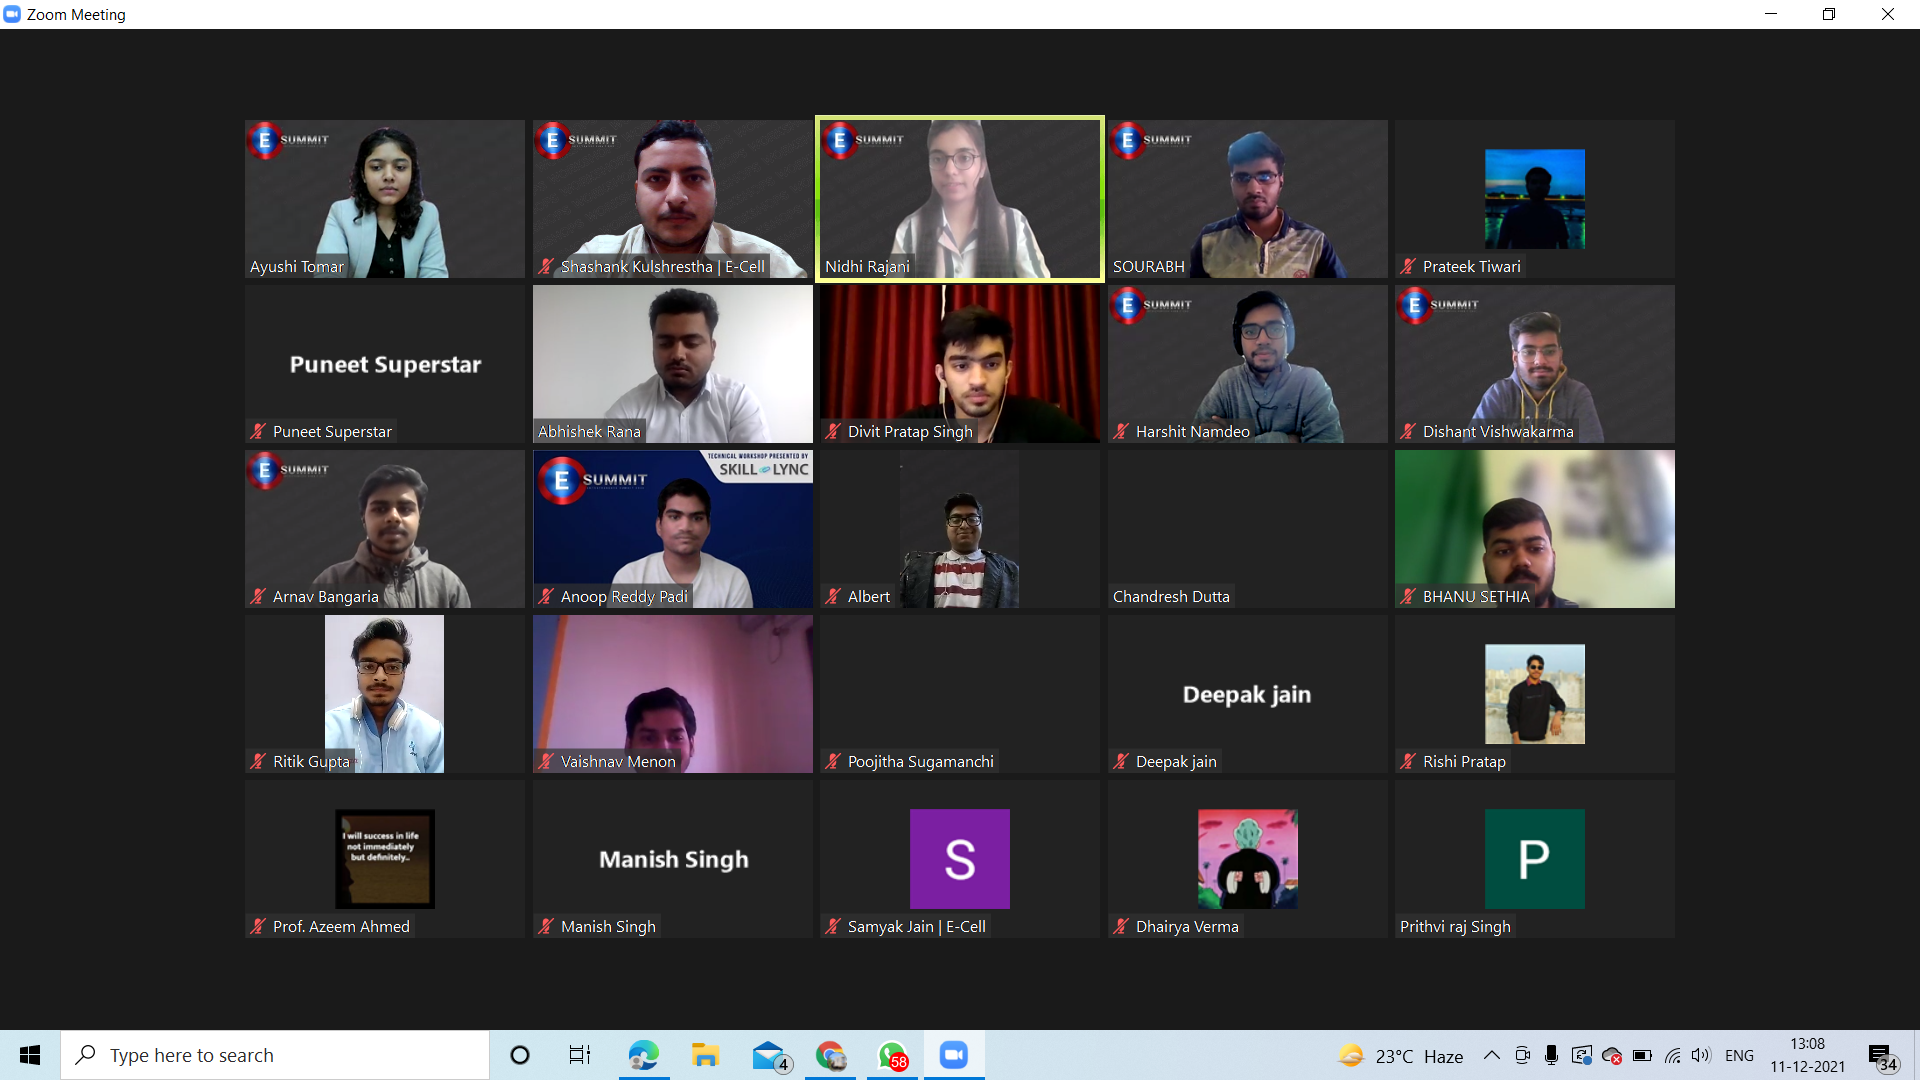 Zoom Meeting
E SUMMIT
Ayushi Tomar
E SUMMIT
Shashank Kulshrestha | E-Cell
E SUMMIT
Nidhi Rajani
E SUMMIT
SOURABH
Prateek Tiwari
Puneet Superstar
Puneet Superstar
Abhishek Rana
Divit Pratap Singh
E SUMMIT
Harshit Namdeo
E SUMMIT
Dishant Vishwakarma
E SUMMIT
Arnav Bangaria
TECHNICAL WORKSHOP PRESENTED BY
SKILL LYNC
E SUMMIT
Anoop Reddy Padi
Albert
Chandresh Dutta
BHANU SETHIA
Ritik Gupta
Vaishnav Menon
Poojitha Sugamanchi
Deepak jain
Deepak jain
Rishi Pratap
I will success in life
not immediately
but definitely..
Prof. Azeem Ahmed
Manish Singh
Manish Singh
S
Samyak Jain | E-Cell
Dhairya Verma
P
Prithvi raj Singh
Type here to search
4
58
23°C Haze
ENG
13:08
11-12-2021
34